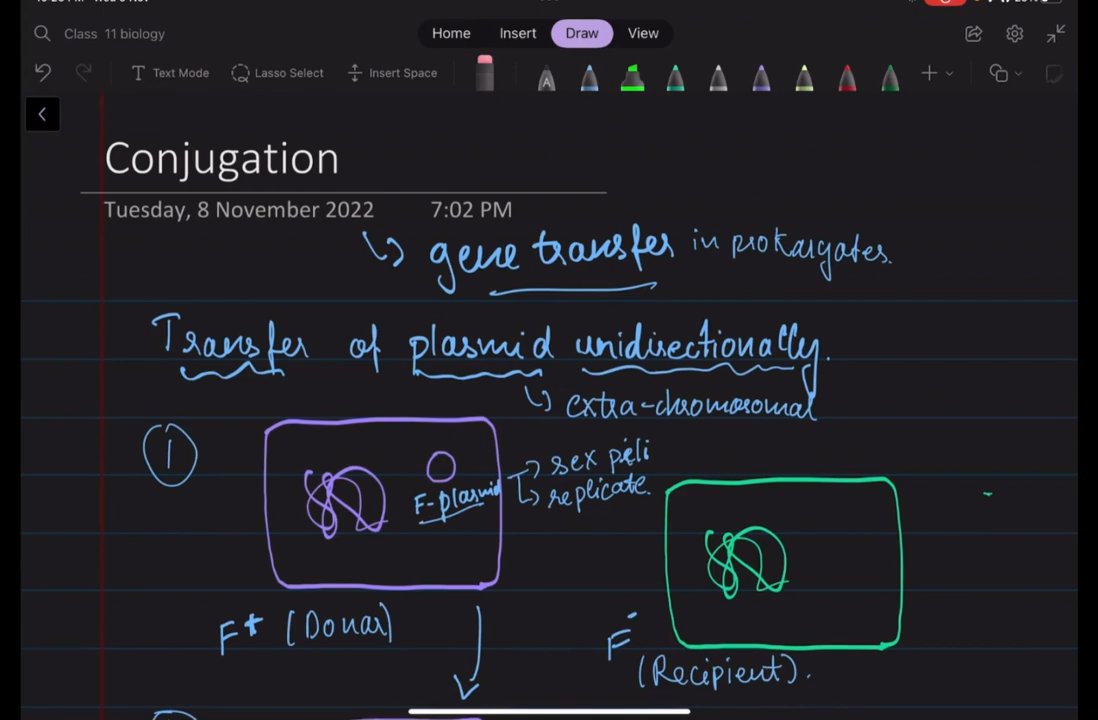 Class 11 biology
Home Insert Draw View
Text Mode Lasso Select Insert Space
A
Conjugation
Tuesday, 8 November 2022 7:02 PM
↳ gene transfer in prokaryotes.
Transfer of plasmid unidirectionally.
↳ extra-chromosomal
1
F-plasmid
→ sex pili
↳ replicate.
F+ (Donar)
F-
(Recipient).